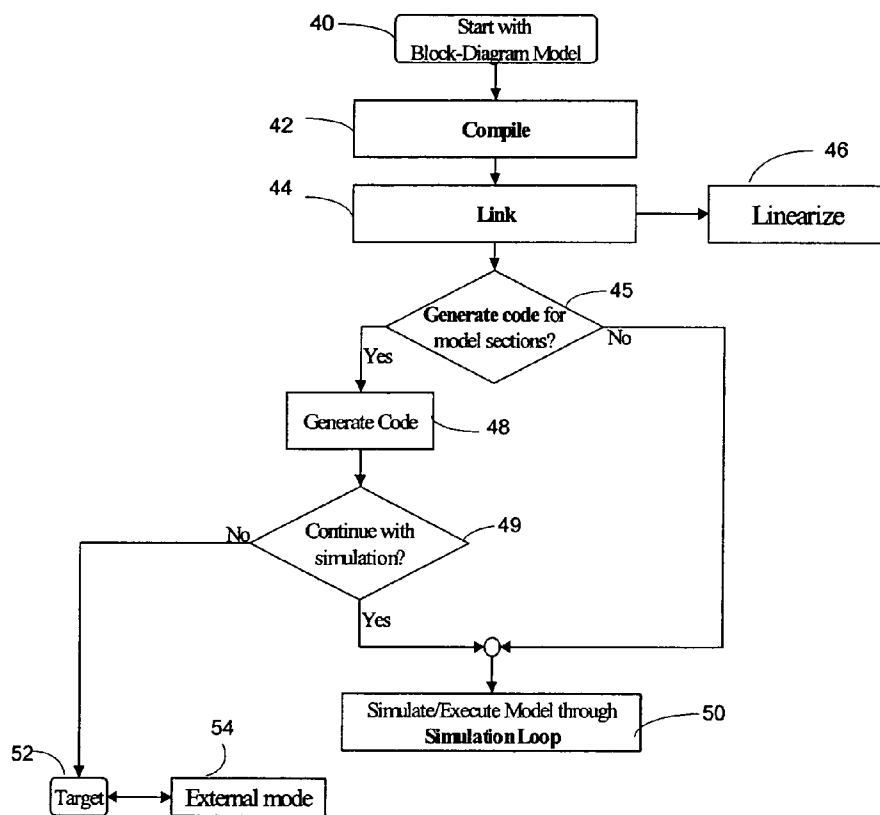 40
Start with
Block-Diagram Model
42
Compile
46
44
Link
Linearize
45
Generate code for
model sections?
Yes
No
Generate Code
48
No
Continue with
simulation?
49
Yes
Simulate/Execute Model through
Simulation Loop
50
52
54
Target
External mode